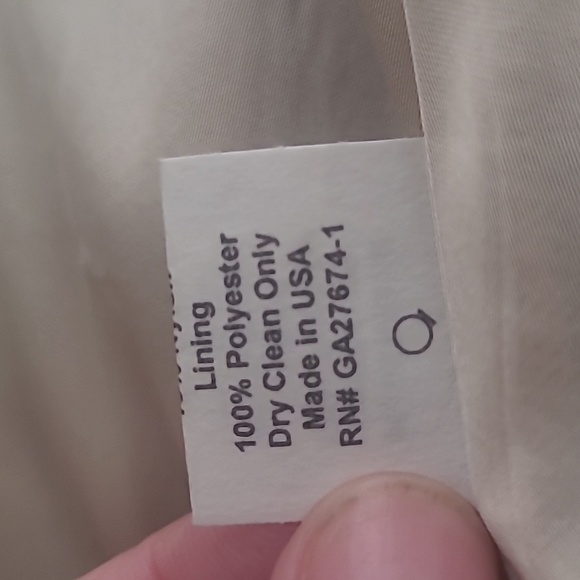 Lining
100% Polyester
Dry Clean Only
Made in USA
RN# GA27674-1